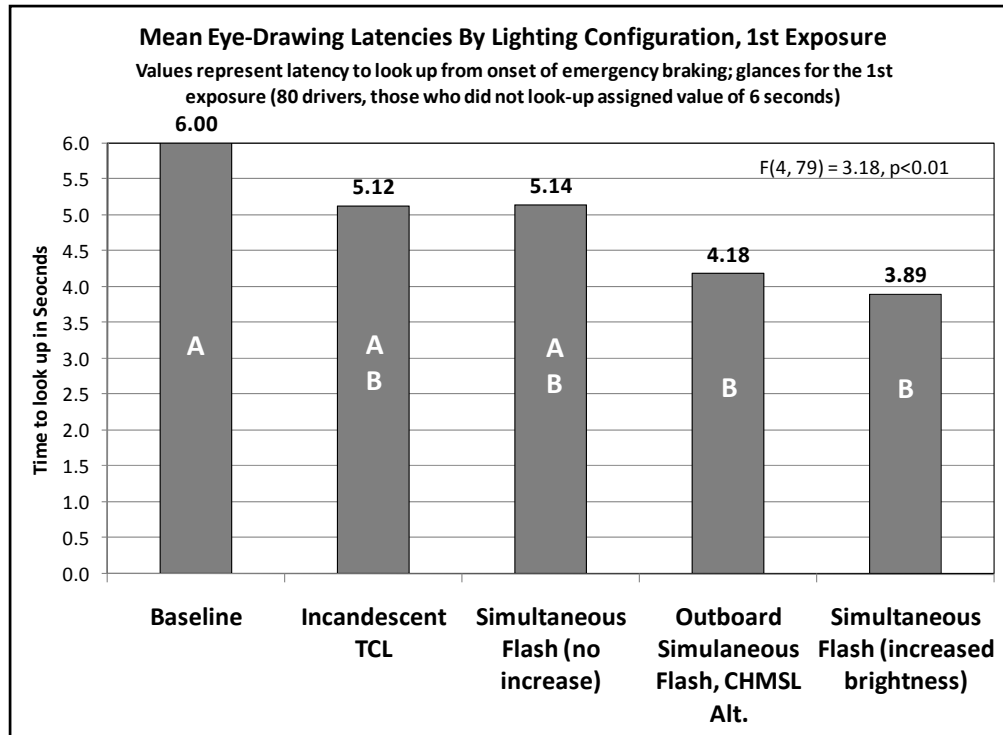 Mean Eye-Drawing Latencies By Lighting Configuration, 1st Exposure
Values represent latency to look up from onset of emergency braking; glances for the 1st
exposure (80 drivers, those who did not look-up assigned value of 6 seconds)
6.00
F(4, 79) = 3.18, p<0.01
5.12
5.14
4.18
3.89
Time to look up in Seocnds
6.0
5.5
5.0
4.5
4.0
3.5
3.0
2.5
2.0
1.5
1.0
0.5
0.0
A
A
B
A
B
B
B
Baseline
Incandescent
TCL
Simultaneous
Flash (no
increase)
Outboard
Simulaneous
Flash, CHMSL
Alt.
Simultaneous
Flash (increased
brightness)